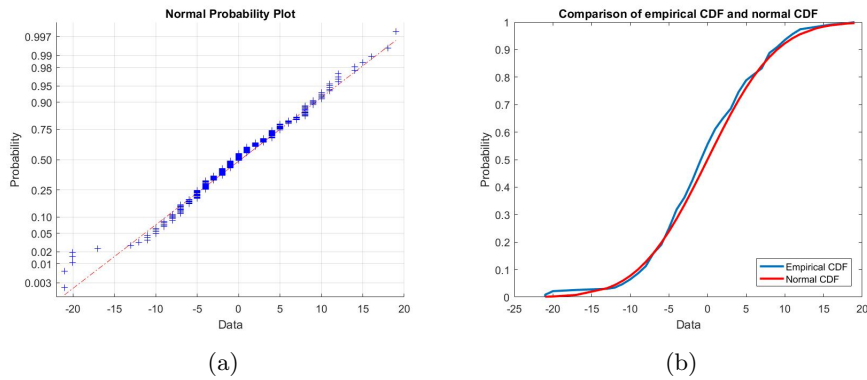 Normal Probability Plot
0.997
0.99
0.98
0.95
0.90
0.75
0.50
0.25
0.10
0.05
0.02
0.01
0.003
Probability
-20 -15 -10 -5 0 5 10 15 20
Data
(a)
Comparison of empirical CDF and normal CDF
1
0.9
0.8
0.7
0.6
0.5
0.4
0.3
0.2
0.1
0
Probability
Empirical CDF
Normal CDF
-25 -20 -15 -10 -5 0 5 10 15 20
Data
(b)